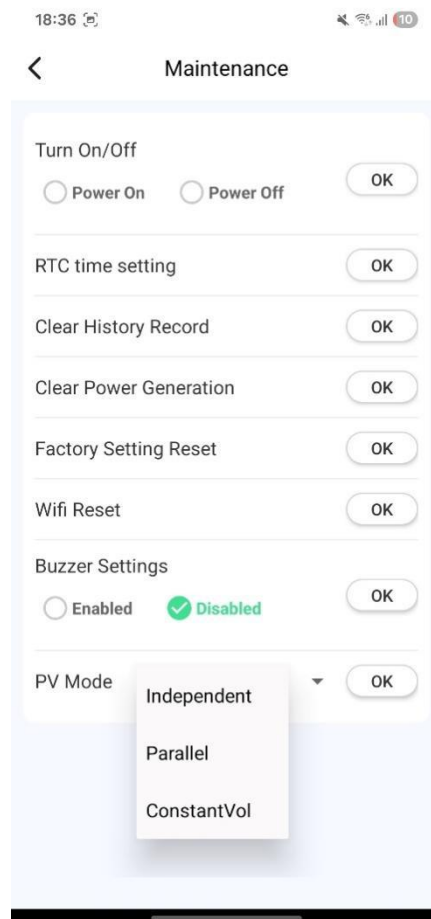 18:36
10
Maintenance
Turn On/Off
Power On Power Off OK
RTC time setting OK
Clear History Record OK
Clear Power Generation OK
Factory Setting Reset OK
Wifi Reset OK
Buzzer Settings
Enabled Disabled OK
PV Mode OK
Independent
Parallel
ConstantVol